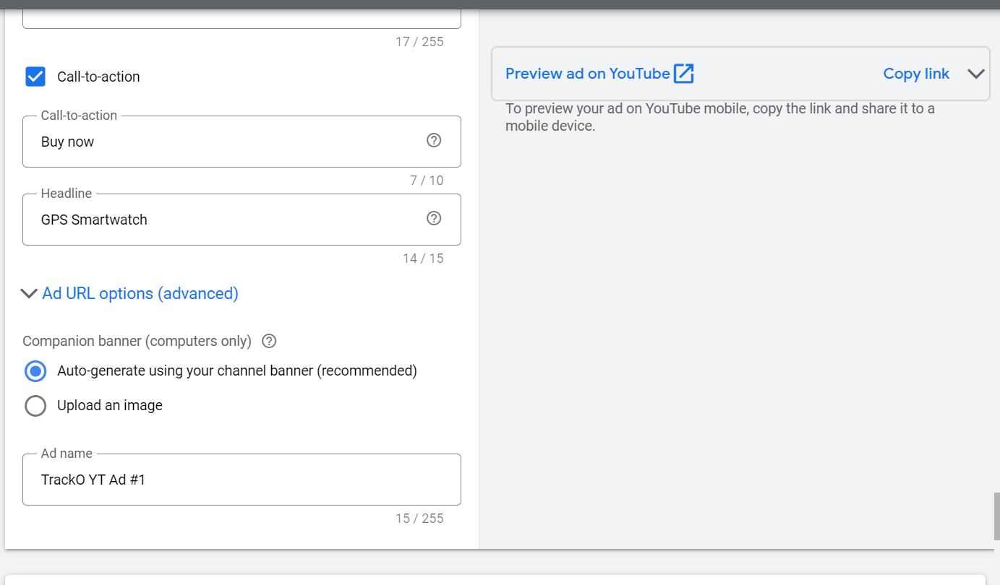 17 / 255
Call-to-action
Call-to-action
Buy now
7 / 10
Headline
GPS Smartwatch
14 / 15
Ad URL options (advanced)
Companion banner (computers only)
Auto-generate using your channel banner (recommended)
Upload an image
Ad name
TrackO YT Ad #1
15 / 255
Preview ad on YouTube
Copy link
To preview your ad on YouTube mobile, copy the link and share it to a
mobile device.